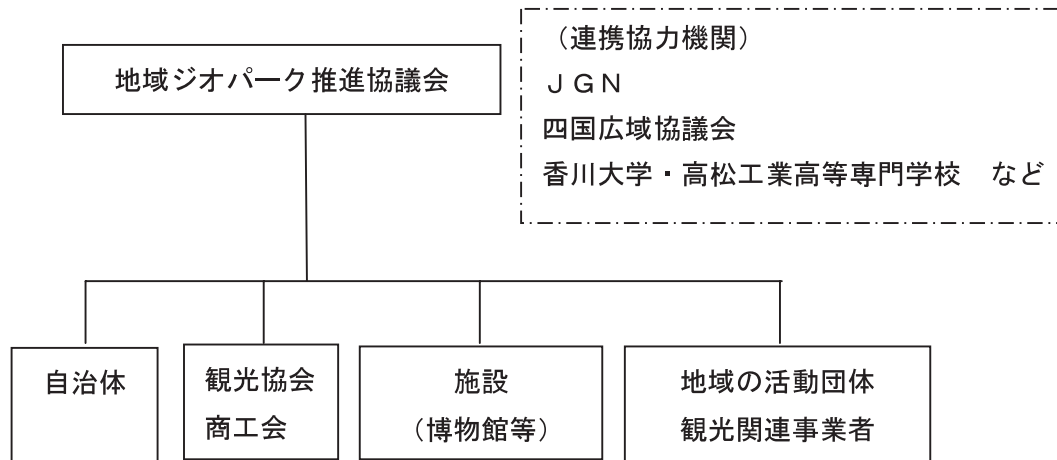 地域ジオパーク推進協議会
（連携協力機関）
ＪＧＮ
四国広域協議会
香川大学・高松工業高等専門学校　など
自治体
観光協会
商工会
施設
（博物館等）
地域の活動団体
観光関連事業者